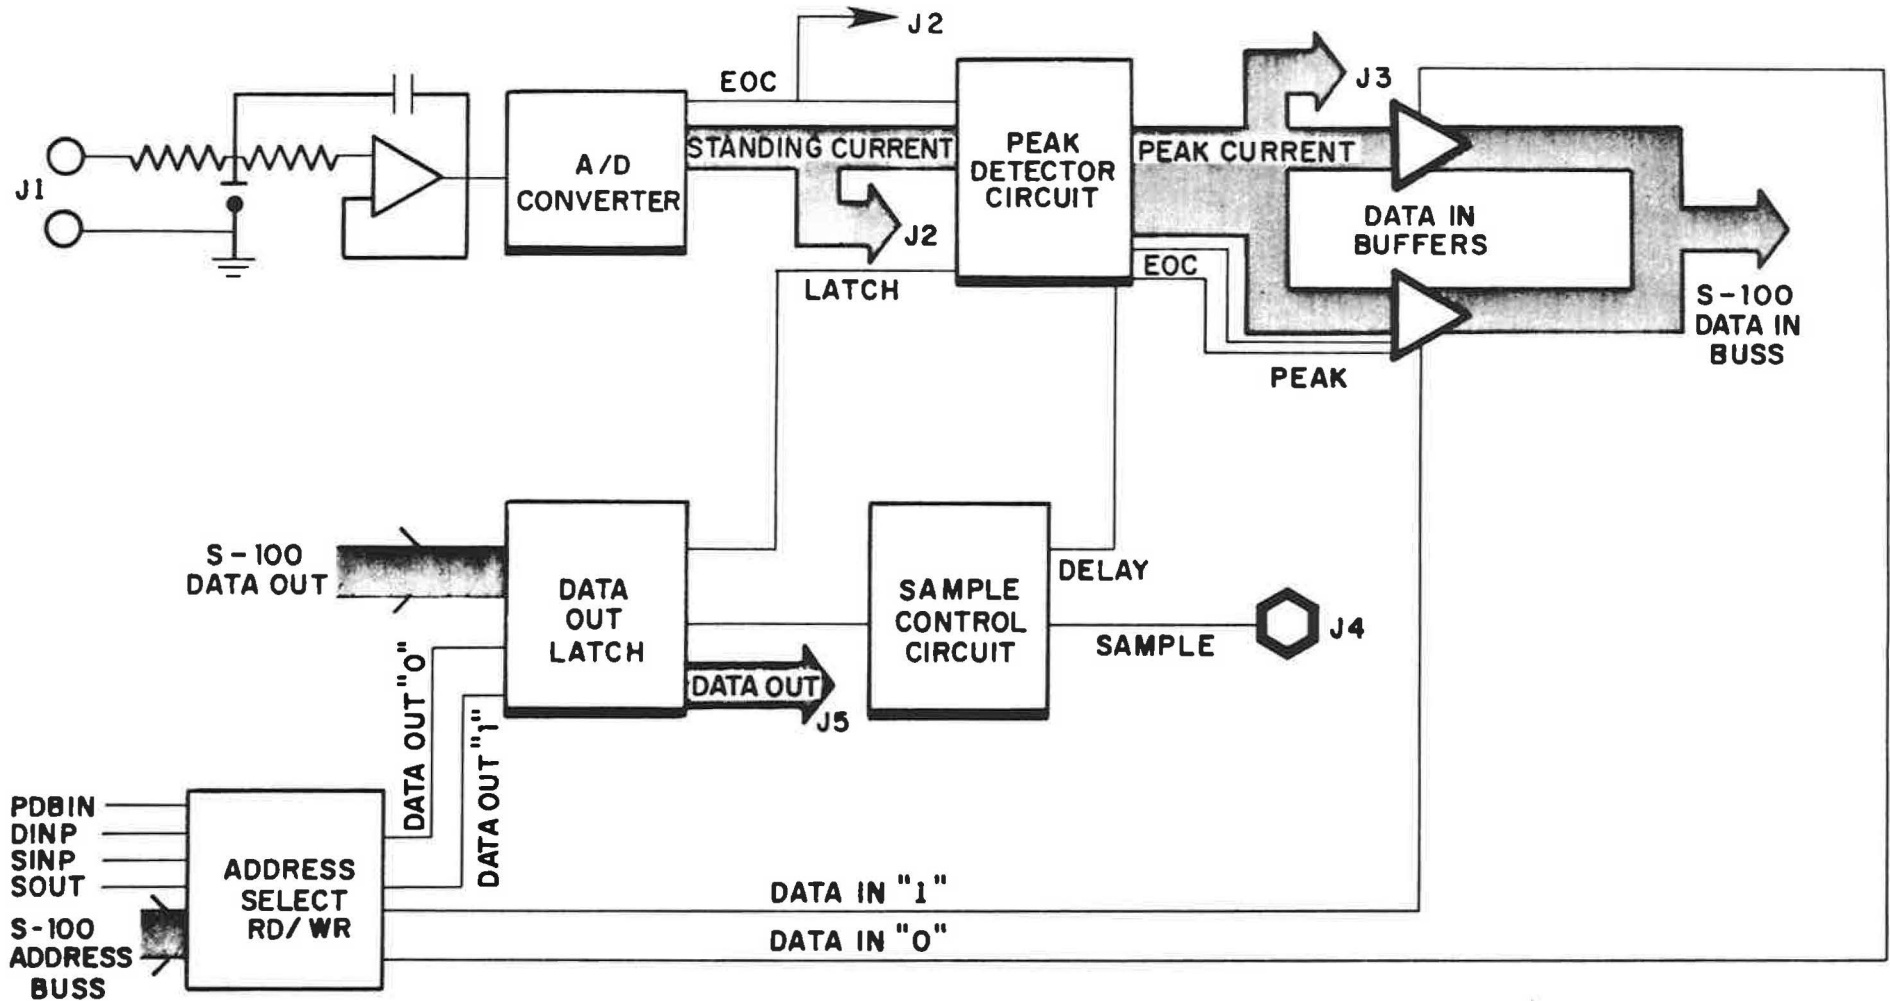 J2
EOC
J3
PEAK
DETECTOR
CIRCUIT
A/D
CONVERTER
STANDING CURRENT
PEAK CURRENT
J1
DATA IN
BUFFERS
J2
EOC
LATCH
S-100
DATA IN
BUSS
PEAK
S-100
DATA OUT
DATA
OUT
LATCH
SAMPLE
CONTROL
CIRCUIT
DELAY
SAMPLE
J4
DATA OUT
J5
DATA OUT "0"
DATA OUT "1"
PDBIN
DINP
SINP
SOUT
S-100
ADDRESS
BUSS
ADDRESS
SELECT
RD/WR
DATA IN "1"
DATA IN "0"